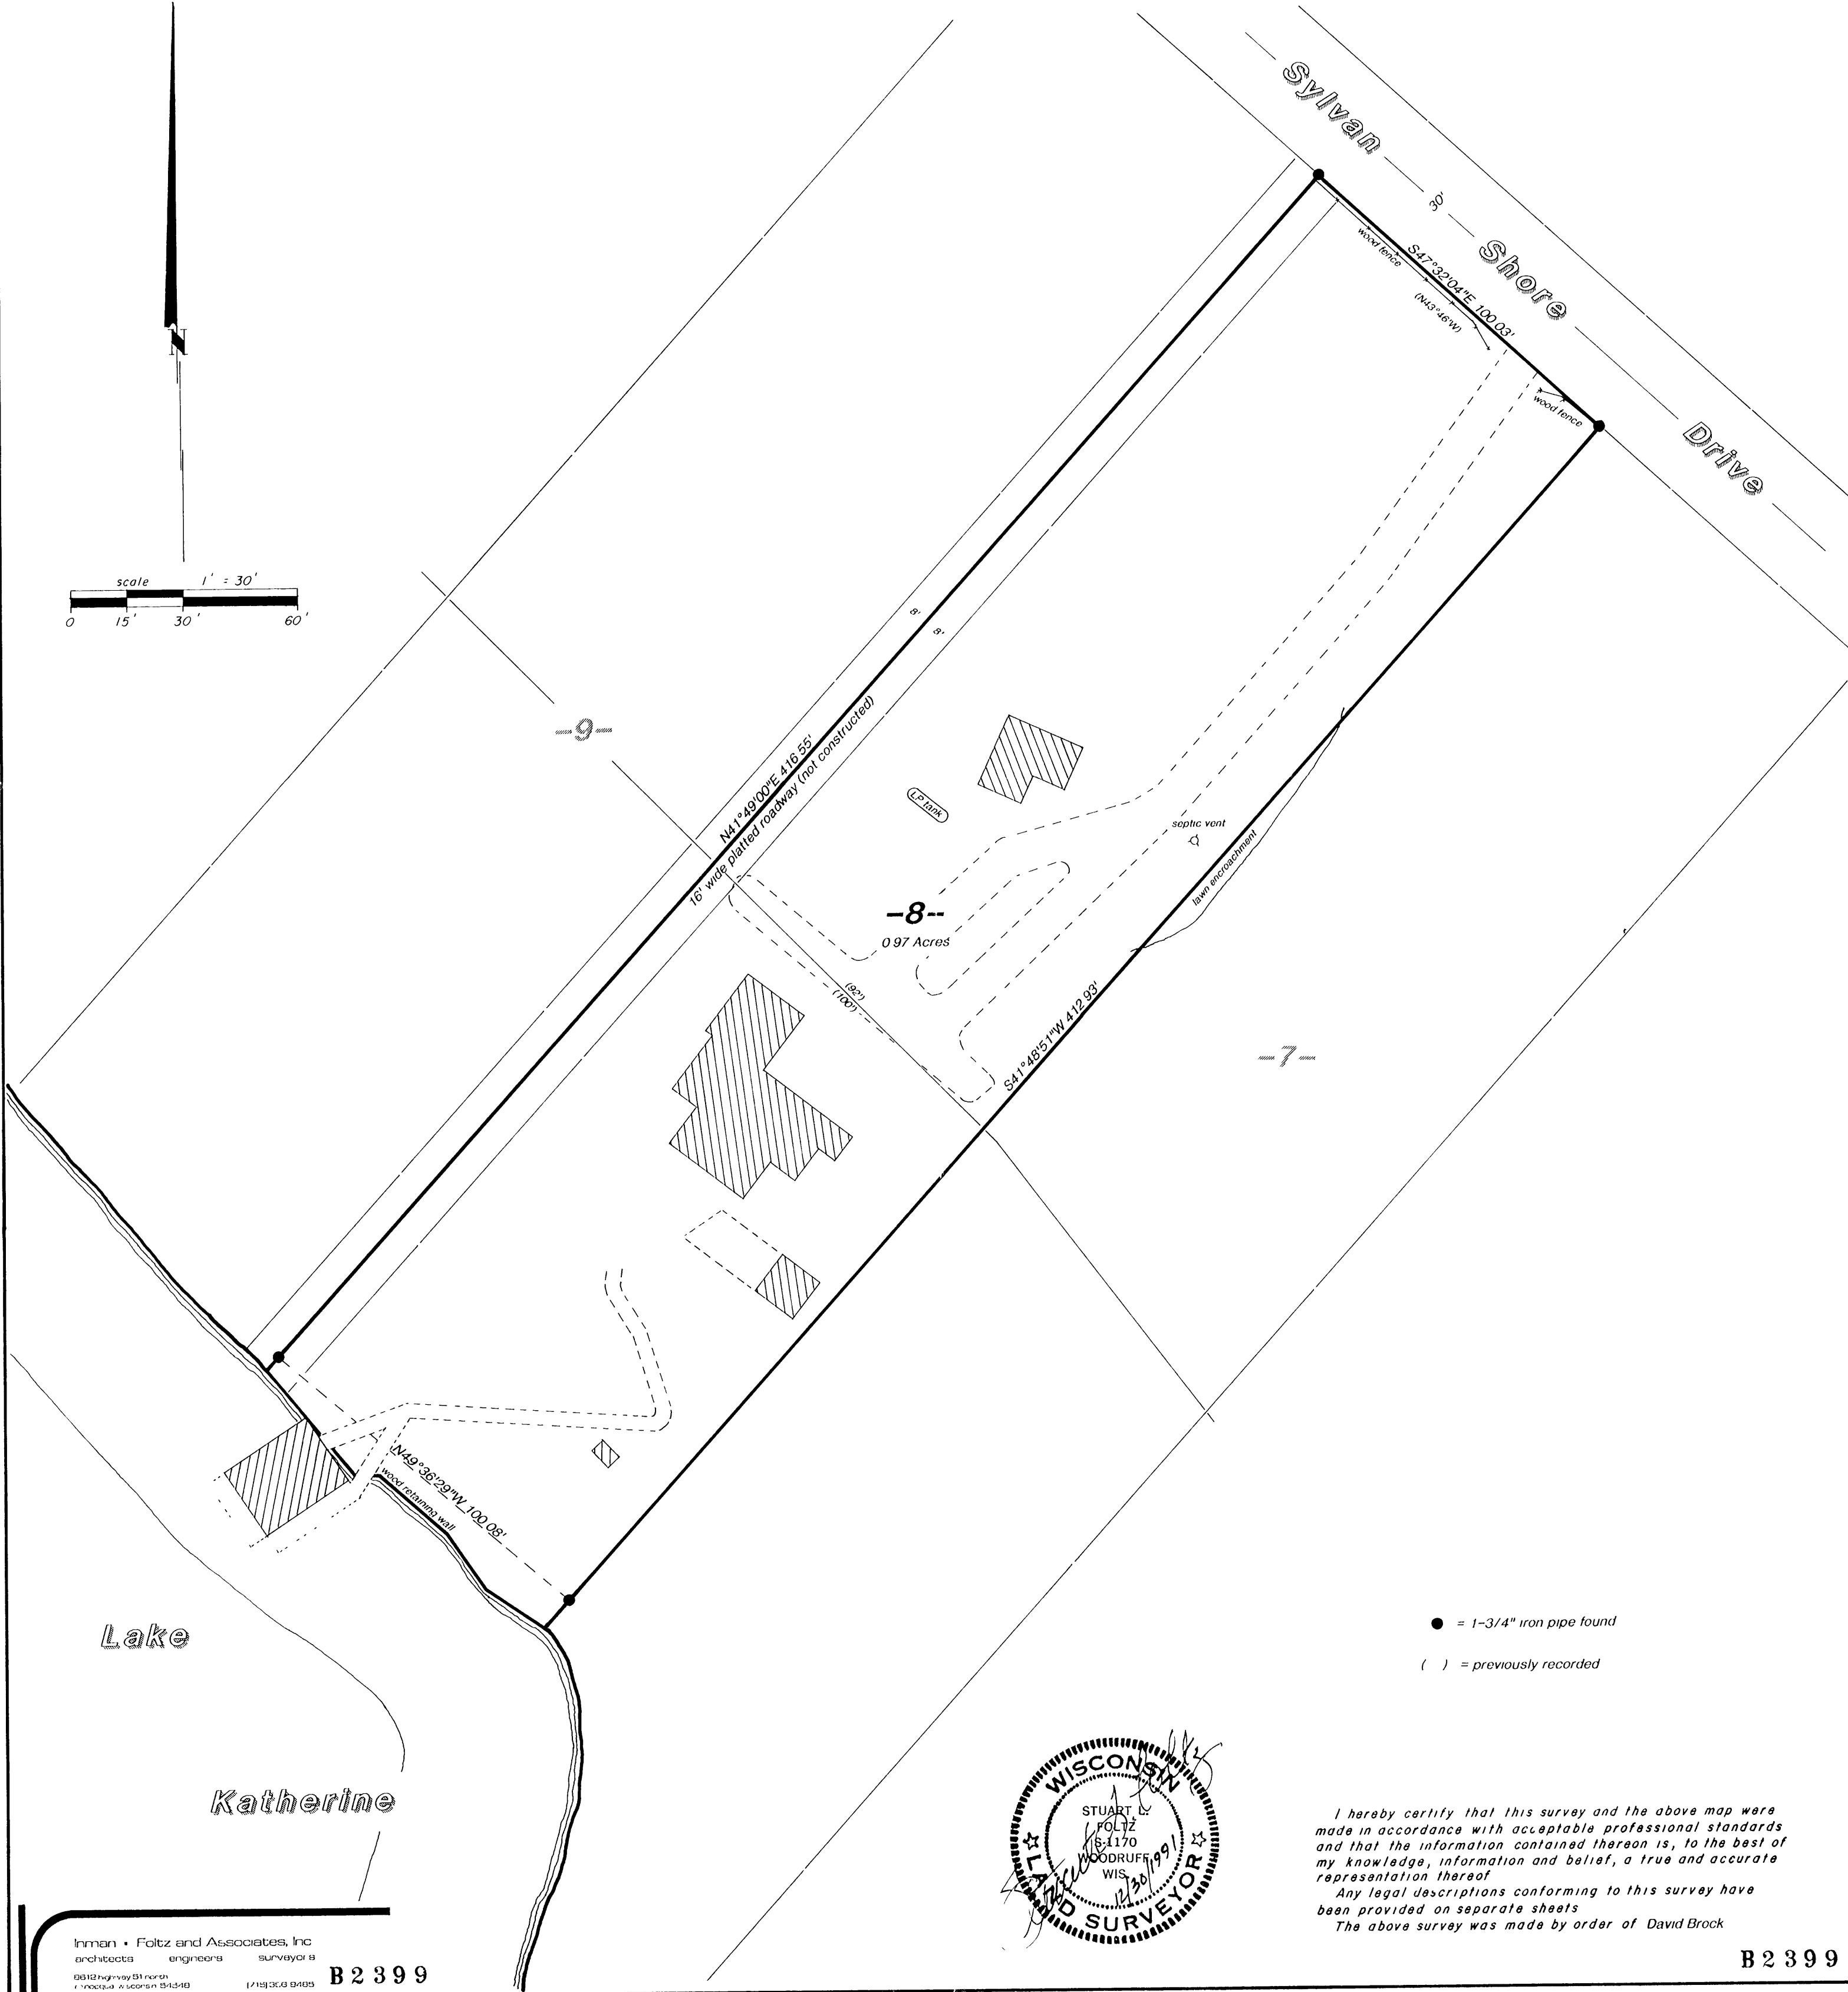 Sylvan
30'
Shore
Drive
wood fence
S47°32'04"E 100 03'
(N43°46'W)
wood fence
N
scale 1' = 30'
0 15' 30' 60'
8'
8'
-9-
N41°49'00"E 416 55'
16' wide platted roadway (not constructed)
LP tank
septic vent
lawn encroachment
-8--
0 97 Acres
(92')
(100')
S41°48'51"W 412 93'
-7-
N49°36'29"W 100 08'
wood retaining wall
Lake
Katherine
= 1-3/4" iron pipe found
( ) = previously recorded
WISCONSIN
STUART L.
FOLTZ
S-1170
WOODRUFF,
WIS.
12/30/1991
LAND SURVEYOR
I hereby certify that this survey and the above map were
made in accordance with acceptable professional standards
and that the information contained thereon is, to the best of
my knowledge, information and belief, a true and accurate
representation thereof
Any legal descriptions conforming to this survey have
been provided on separate sheets
The above survey was made by order of David Brock
Inman • Foltz and Associates, Inc
architects engineers surveyors
highway 51 north
B2399
B2399